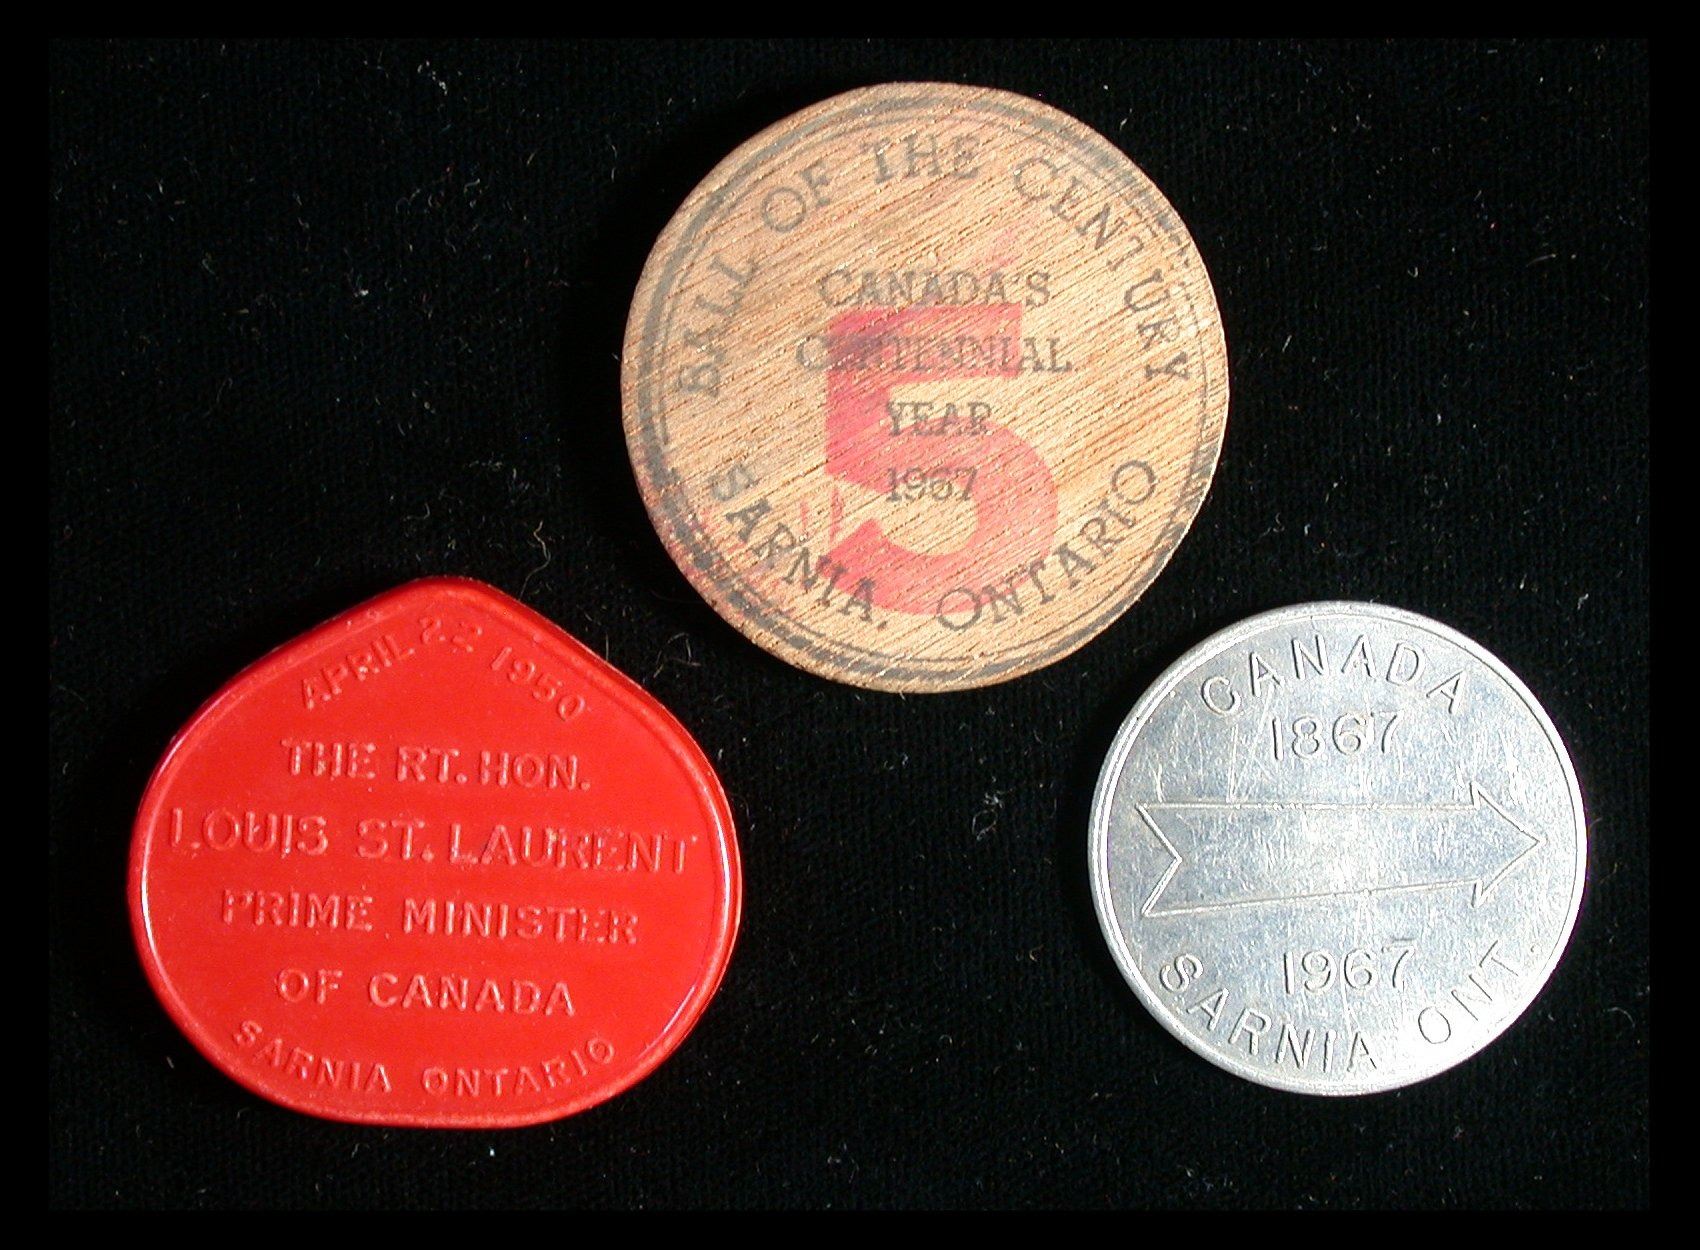 BALL OF THE CENTURY
CANADA'S
CENTENNIAL
YEAR
1967
5
SARNIA, ONTARIO
APRIL 22 1950
THE RT. HON.
LOUIS ST. LAURENT
PRIME MINISTER
OF CANADA
SARNIA ONTARIO
CANADA
1867
1967
SARNIA ONT.